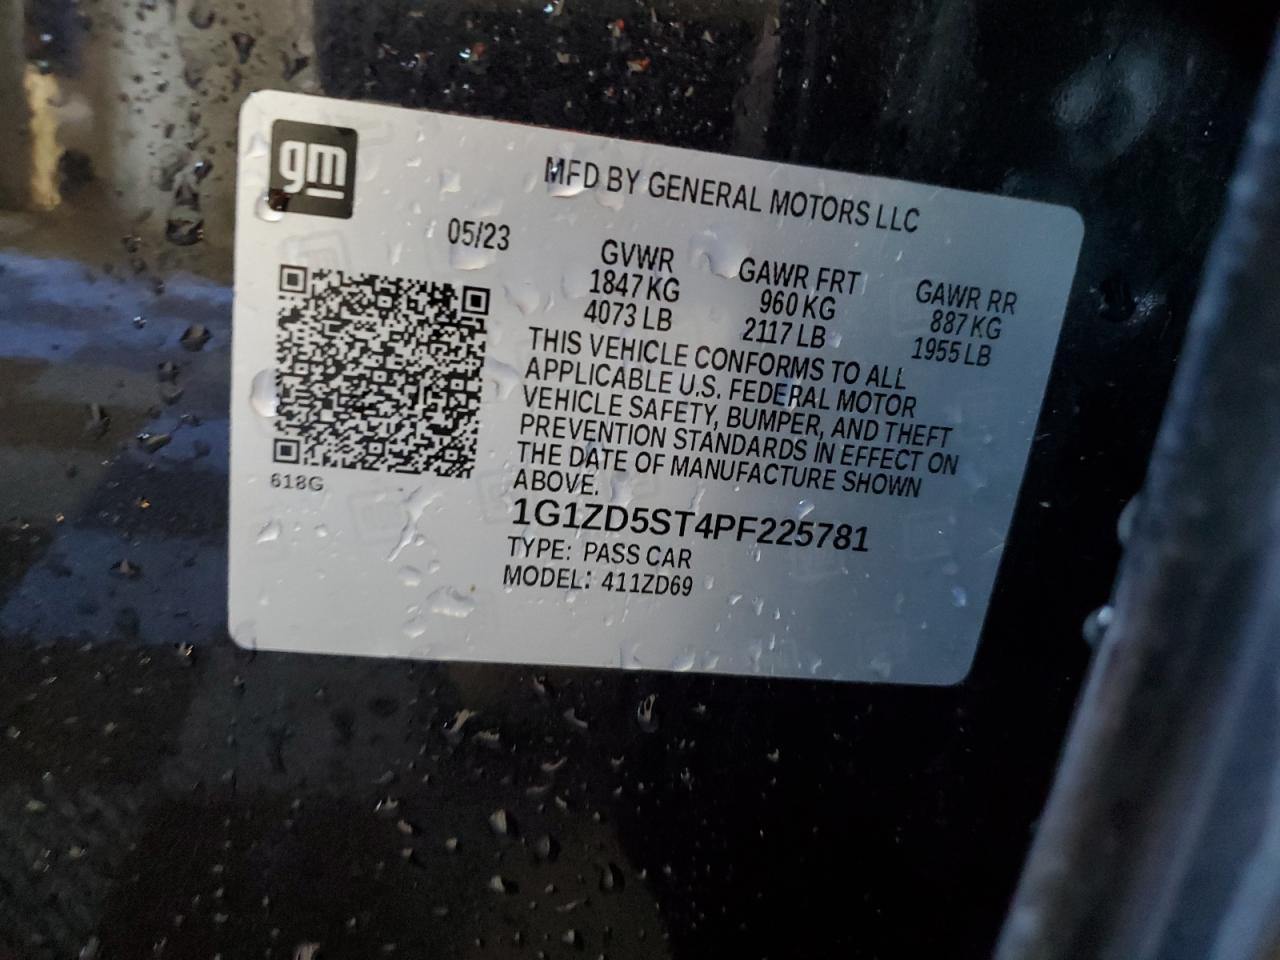 gm
MFD BY GENERAL MOTORS LLC
05/23
GVWR
1847 KG
4073 LB
GAWR FRT
960 KG
2117 LB
GAWR RR
887 KG
1955 LB
THIS VEHICLE CONFORMS TO ALL
APPLICABLE U.S. FEDERAL MOTOR
VEHICLE SAFETY, BUMPER, AND THEFT
PREVENTION STANDARDS IN EFFECT ON
THE DATE OF MANUFACTURE SHOWN
ABOVE.
618G
1G1ZD5ST4PF225781
TYPE: PASS CAR
MODEL: 411ZD69